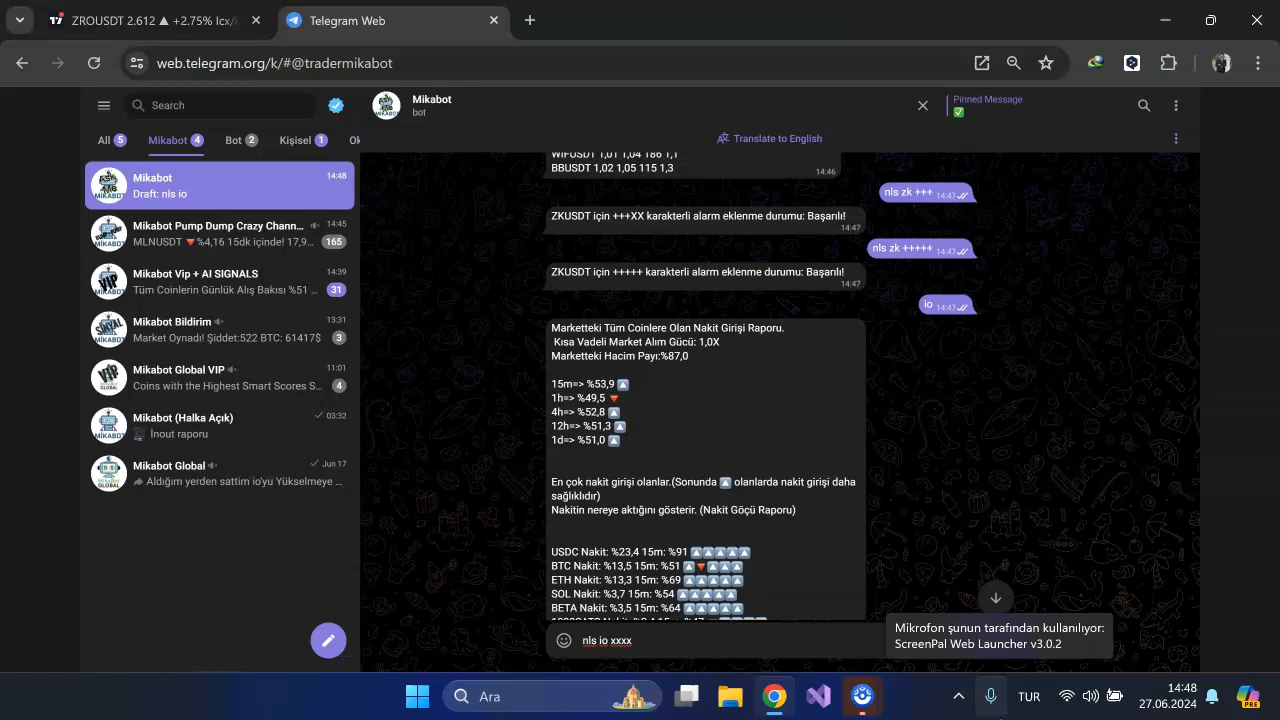 ZROUSDT 2.612 ▲ +2.75% Icx/
Telegram Web
web.telegram.org/k/#@tradermikabot
Search
All 5
Mikabot 4
Bot 2
Kişisel 1
Mikabot
14:48
Draft: nls io
Mikabot Pump Dump Crazy Chann...
14:45
MLNUSDT 🔻%4,16 15dk içinde! 17,9...
165
Mikabot Vip + AI SIGNALS
14:39
Tüm Coinlerin Günlük Alış Bakısı %51 ...
31
Mikabot Bildirim
13:31
Market Oynadı! Şiddet:522 BTC: 61417$
3
Mikabot Global VIP
11:01
Coins with the Highest Smart Scores S...
4
Mikabot (Halka Açık)
03:32
Inout raporu
Mikabot Global
Jun 17
Aldığım yerden sattim io'yu Yükselmeye ...
Mikabot
bot
Pinned Message
✅
Translate to English
WIFUSDT 1,01 1,04 186 1,1
BBUSDT 1,02 1,05 115 1,3
14:46
nls zk +++ 14:47
ZKUSDT için +++XX karakterli alarm eklenme durumu: Başarılı!
14:47
nls zk +++++ 14:47
ZKUSDT için +++++ karakterli alarm eklenme durumu: Başarılı!
14:47
io 14:47
Marketteki Tüm Coinlere Olan Nakit Girişi Raporu.
Kısa Vadeli Market Alım Gücü: 1,0X
Marketteki Hacim Payı:%87,0
15m=> %53,9 🔼
1h=> %49,5 🔻
4h=> %52,8 🔼
12h=> %51,3 🔼
1d=> %51,0 🔼
En çok nakit girişi olanlar.(Sonunda 🔼 olanlarda nakit girişi daha
sağlıklıdır)
Nakitin nereye aktığını gösterir. (Nakit Göçü Raporu)
USDC Nakit: %23,4 15m: %91 🔼🔼🔼🔼🔼
BTC Nakit: %13,5 15m: %51 🔼🔻🔼🔼🔼
ETH Nakit: %13,3 15m: %69 🔼🔼🔼🔼🔼
SOL Nakit: %3,7 15m: %54 🔼🔼🔼🔼🔼
BETA Nakit: %3,5 15m: %64 🔼🔼🔼🔼🔼
nls io xxxx
Mikrofon şunun tarafından kullanılıyor:
ScreenPal Web Launcher v3.0.2
Ara
TUR
14:48
27.06.2024
PRE